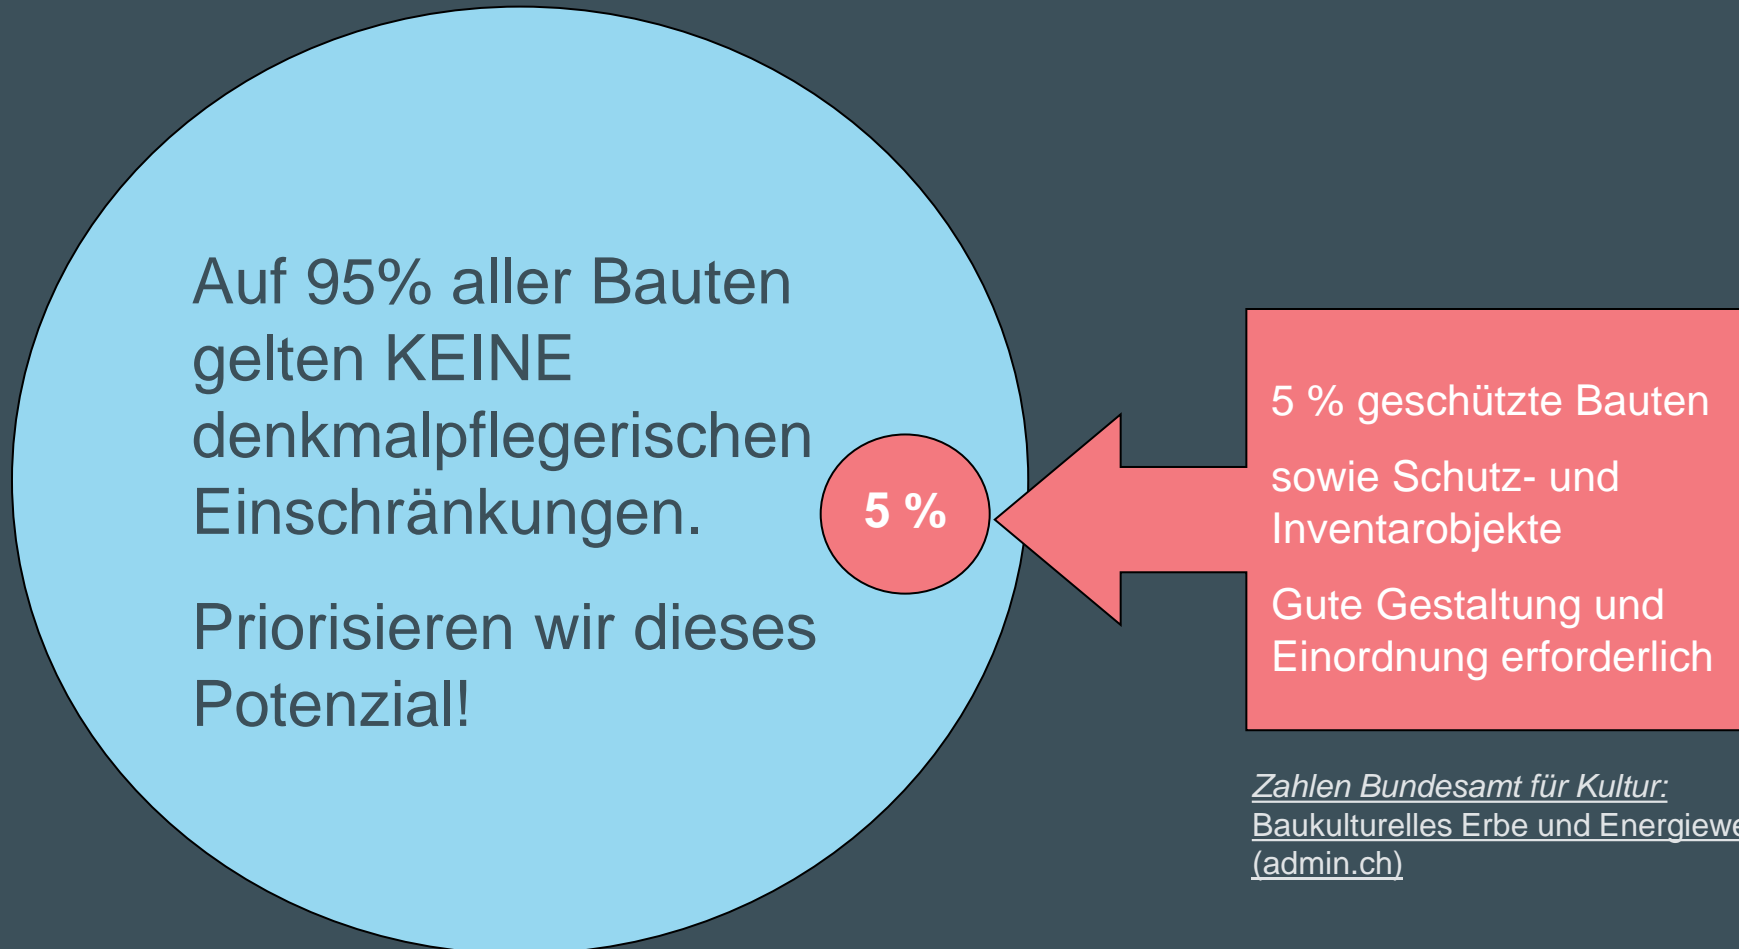 Auf 95% aller Bauten
gelten KEINE
denkmalpflegerischen
Einschränkungen.
Priorisieren wir dieses
Potenzial!
5 %
5 % geschützte Bauten
sowie Schutz- und
Inventarobjekte
Gute Gestaltung und
Einordnung erforderlich
Zahlen Bundesamt für Kultur:
Baukulturelles Erbe und
(admin.ch)